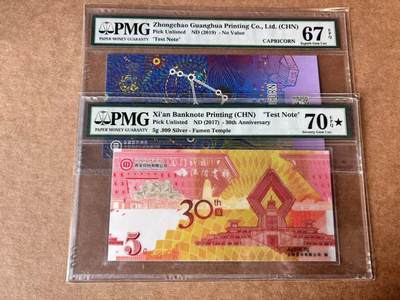 PMG
PAPER MONEY GUARANTY
Zhongchao Guanghua Printing Co., Ltd. (CHN)
Pick Unlisted ND (2019) - No Value
"Test Note"
CAPRICORN
67 EPQ
Superb Gem Unc
PMG
PAPER MONEY GUARANTY
Xi'an Banknote Printing (CHN) "Test Note"
Pick Unlisted ND (2017) - 30th Anniversary
5g .999 Silver - Famen Temple
70 EPQ ★
Seventy Gem Unc
30th
5g